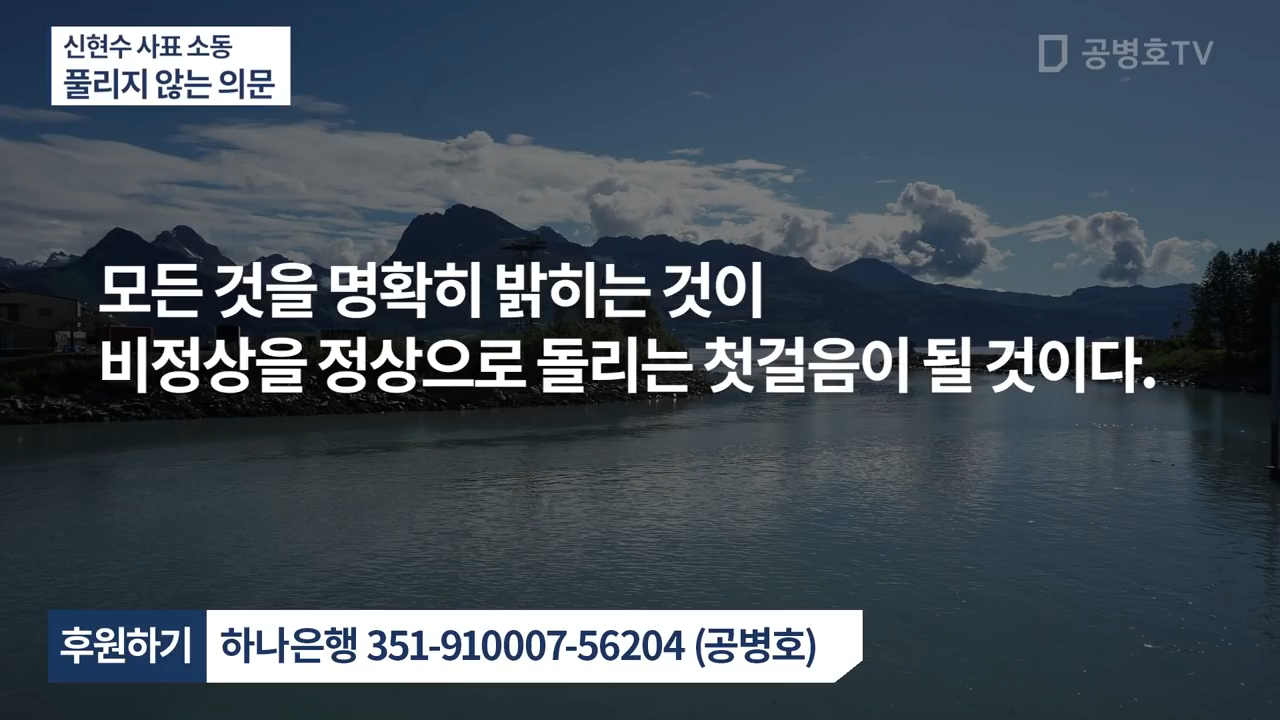 신현수 사표 소동
풀리지 않는 의문
공병호TV
모든 것을 명확히 밝히는 것이
비정상을 정상으로 돌리는 첫걸음이 될 것이다.
후원하기 하나은행 351-910007-56204 (공병호)